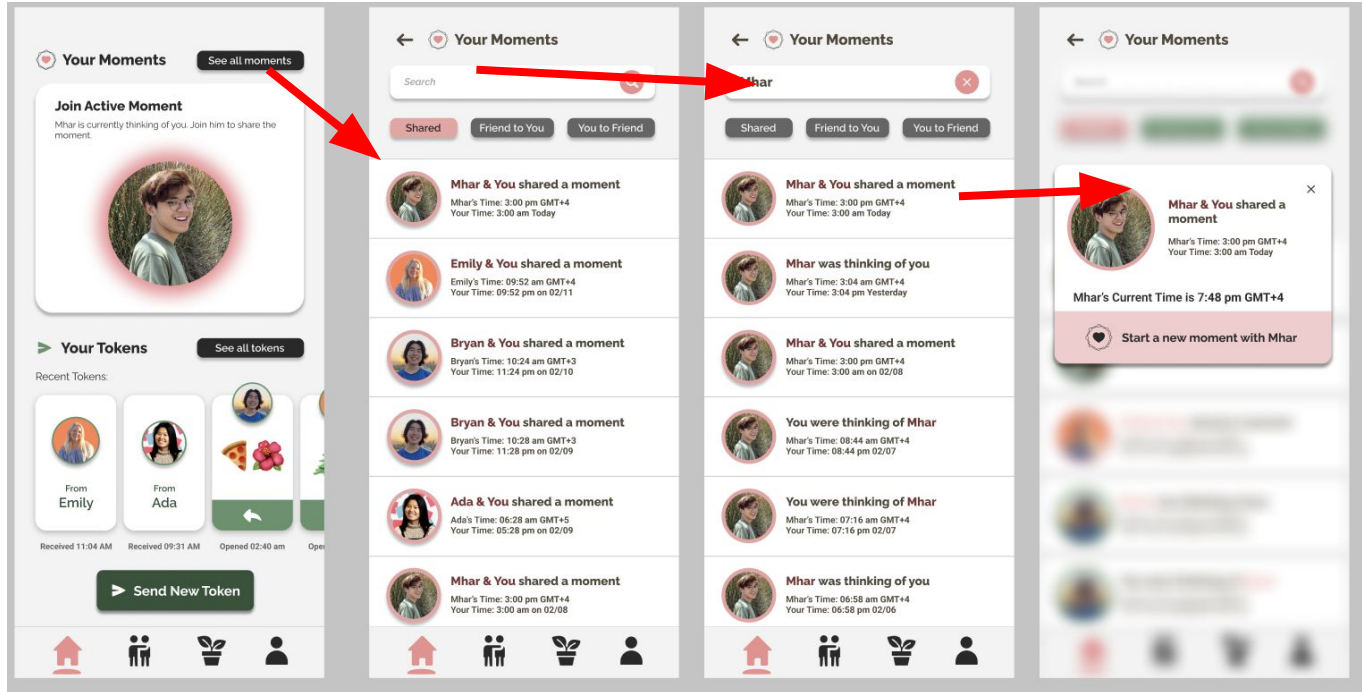 Your Moments
See all moments
Join Active Moment
Mhar is currently thinking of you. Join him to share the
moment.
Your Tokens
See all tokens
Recent Tokens:
From
Emily
From
Ada
Received 11:04 AM
Received 09:31 AM
Opened 02:40 am
Send New Token
Your Moments
Search
Shared
Friend to You
You to Friend
Mhar & You shared a moment
Mhar's Time: 3:00 pm GMT+4
Your Time: 3:00 am Today
Emily & You shared a moment
Emily's Time: 09:52 am GMT+4
Your Time: 09:52 pm on 02/11
Bryan & You shared a moment
Bryan's Time: 10:24 am GMT+3
Your Time: 11:24 pm on 02/10
Bryan & You shared a moment
Bryan's Time: 10:28 am GMT+3
Your Time: 11:28 pm on 02/09
Ada & You shared a moment
Ada's Time: 06:28 am GMT+5
Your Time: 05:28 pm on 02/09
Mhar & You shared a moment
Mhar's Time: 3:00 pm GMT+4
Your Time: 3:00 am on 02/08
Your Moments
Mhar
Shared
Friend to You
You to Friend
Mhar & You shared a moment
Mhar's Time: 3:00 pm GMT+4
Your Time: 3:00 am Today
Mhar was thinking of you
Mhar's Time: 3:04 am GMT+4
Your Time: 3:04 pm Yesterday
Mhar & You shared a moment
Mhar's Time: 3:00 pm GMT+4
Your Time: 3:00 am on 02/08
You were thinking of Mhar
Mhar's Time: 08:44 am GMT+4
Your Time: 08:44 pm 02/07
You were thinking of Mhar
Mhar's Time: 07:16 am GMT+4
Your Time: 07:16 pm 02/07
Mhar was thinking of you
Mhar's Time: 06:58 am GMT+4
Your Time: 06:58 pm 02/06
Your Moments
Mhar & You shared a
moment
Mhar's Time: 3:00 pm GMT+4
Your Time: 3:00 am Today
Mhar's Current Time is 7:48 pm GMT+4
Start a new moment with Mhar